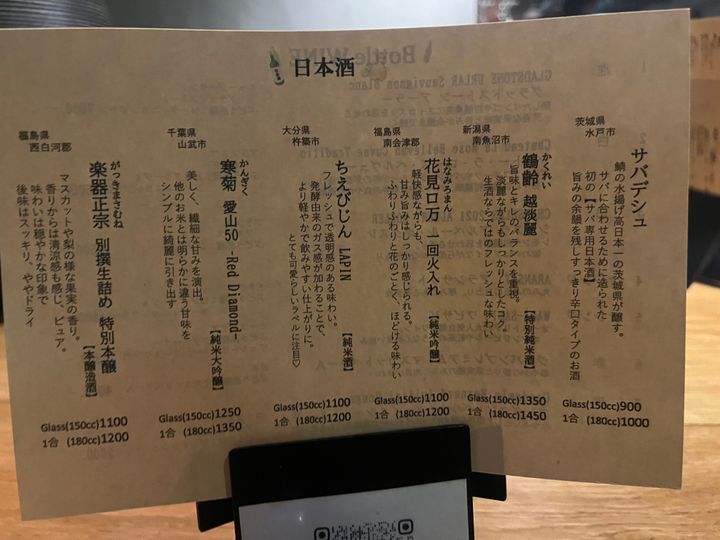 日本酒
茨城県
水戸市
サバデシュ
鯖の水揚げ高日本一の茨城県が醸す。
サバに合わせるために造られた
初の【サバ専用日本酒】
旨みの余韻を残しすっきり辛口タイプのお酒
Glass(150cc)900
1合 (180cc)1000
新潟県
南魚沼市
かくれい
鶴齢 越淡麗
【特別純米酒】
旨味とキレのバランスを重視。
淡麗ながらもしっかりとしたコク。
生酒ならではのフレッシュな味わい
Glass(150cc)1350
1合 (180cc)1450
福島県
南会津郡
はなみろまん
花見ロ万 一回火入れ
【純米吟醸】
軽快感ながらも、
甘み旨みはしっかり感じられる。
ふわりふわりと花のごとく、ほどける味わい
Glass(150cc)1100
1合 (180cc)1200
大分県
杵築市
ちえびじん LAPIN
【純米酒】
フレッシュで透明感のある味わい。
発酵由来のガス感が加わることで、
より軽やかで飲みやすい仕上がりに。
とても可愛らしいラベルに注目♡
Glass(150cc)1100
1合 (180cc)1200
千葉県
山武市
かんぎく
寒菊 愛山50 -Red Diamond-
【純米大吟醸】
美しく、繊細な甘みを演出。
他のお米とは明らかに違う甘味を
シンプルに綺麗に引き出す
Glass(150cc)1250
1合 (180cc)1350
福島県
西白河郡
がっきまさむね
楽器正宗 別撰生詰め 特別本醸
【本醸造酒】
マスカットや梨の様な果実の香り。
香りからは清涼感も感じ、ピュア。
味わいは穏やかな印象で
後味はスッキリ、ややドライ
Glass(150cc)1100
1合 (180cc)1200